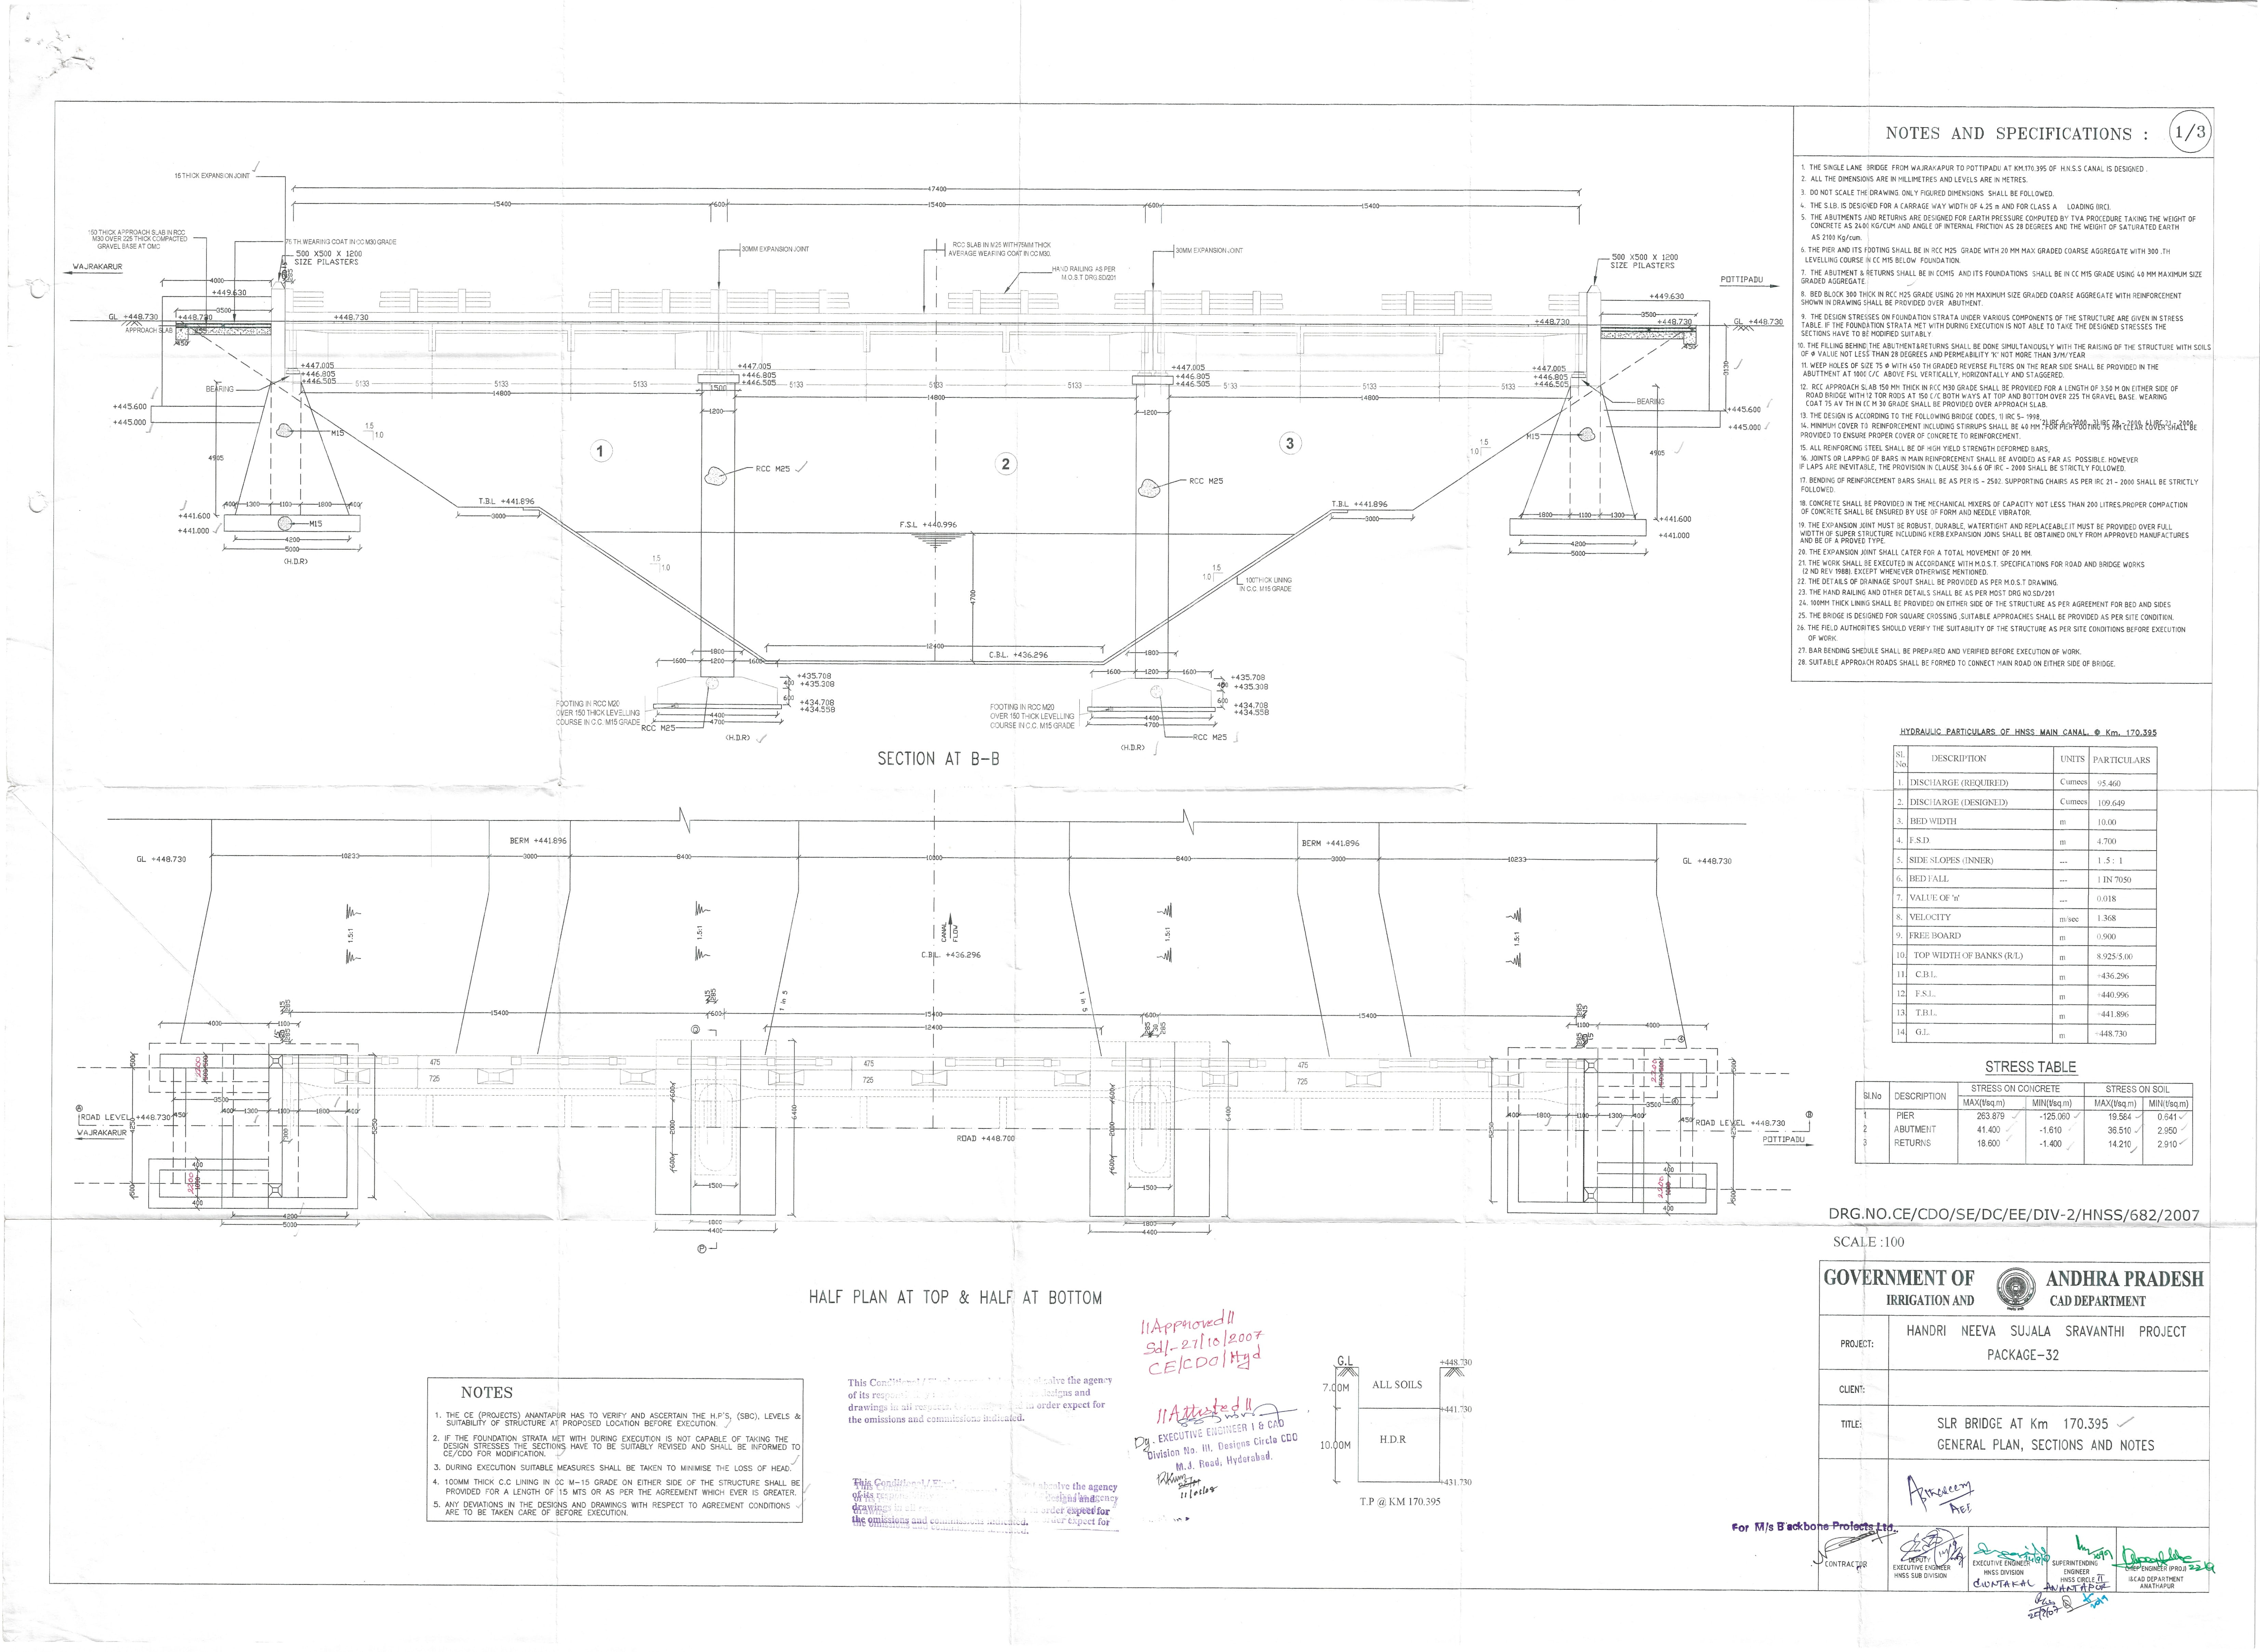 NOTES AND SPECIFICATIONS :
1/3
1. THE SINGLE LANE BRIDGE FROM WAJRAKAPUR TO POTTIPADU AT KM.170.395 OF H.N.S.S CANAL IS DESIGNED .
2. ALL THE DIMENSIONS ARE IN MILLIMETRES AND LEVELS ARE IN METRES.
3. DO NOT SCALE THE DRAWING. ONLY FIGURED DIMENSIONS SHALL BE FOLLOWED.
4. THE S.I.B. IS DESIGNED FOR A CARRAGE WAY WIDTH OF 4.25 m AND FOR CLASS A LOADING (IRC).
5. THE ABUTMENTS AND RETURNS ARE DESIGNED FOR EARTH PRESSURE COMPUTED BY TVA PROCEDURE TAKING THE WEIGHT OF
CONCRETE AS 2400 KG/CUM AND ANGLE OF INTERNAL FRICTION AS 28 DEGREES AND THE WEIGHT OF SATURATED EARTH
AS 2100 Kg/cum.
6. THE PIER AND ITS FOOTING SHALL BE IN RCC M25 GRADE WITH 20 MM MAX GRADED COARSE AGGREGATE WITH 300 .TH
LEVELLING COURSE IN CC M15 BELOW FOUNDATION.
7. THE ABUTMENT & RETURNS SHALL BE IN CCM15 AND ITS FOUNDATIONS SHALL BE IN CC M15 GRADE USING 40 MM MAXIMUM SIZE
GRADED AGGREGATE
8. BED BLOCK 300 THICK IN RCC M25 GRADE USING 20 MM MAXIMUM SIZE GRADED COARSE AGGREGATE WITH REINFORCEMENT
SHOWN IN DRAWING SHALL BE PROVIDED OVER ABUTMENT.
9. THE DESIGN STRESSES ON FOUNDATION STRATA UNDER VARIOUS COMPONENTS OF THE STRUCTURE ARE GIVEN IN STRESS
TABLE. IF THE FOUNDATION STRATA MET WITH DURING EXECUTION IS NOT ABLE TO TAKE THE DESIGNED STRESSES THE
SECTIONS HAVE TO BE MODIFIED SUITABLY
10. THE FILLING BEHIND THE ABUTMENT&RETURNS SHALL BE DONE SIMULTANIOUSLY WITH THE RAISING OF THE STRUCTURE WITH SOILS
OF Ø VALUE NOT LESS THAN 28 DEGREES AND PERMEABILITY 'K' NOT MORE THAN 3/M/YEAR
11. WEEP HOLES OF SIZE 75 Ø WITH 450 TH GRADED REVERSE FILTERS ON THE REAR SIDE SHALL BE PROVIDED IN THE
ABUTTMENT AT 1000 C/C ABOVE FSL VERTICALLY, HORIZONTALLY AND STAGGERED.
12. RCC APPROACH SLAB 150 MM THICK IN RCC M30 GRADE SHALL BE PROVIDED FOR A LENGTH OF 3.50 M ON EITHER SIDE OF
ROAD BRIDGE WITH 12 TOR RODS AT 150 C/C BOTH WAYS AT TOP AND BOTTOM OVER 225 TH GRAVEL BASE. WEARING
COAT 75 AV TH IN CC M 30 GRADE SHALL BE PROVIDED OVER APPROACH SLAB.
13. THE DESIGN IS ACCORDING TO THE FOLLOWING BRIDGE CODES, 1) IRC 5- 1998, 2) IRC 6 - 2000, 3) IRC 78 - 2000, 4) IRC 21 - 2000
14. MINIMUM COVER TO REINFORCEMENT INCLUDING STIRRUPS SHALL BE 40 MM. FOR PIER FOOTING 75 MM CLEAR COVER SHALL BE
PROVIDED TO ENSURE PROPER COVER OF CONCRETE TO REINFORCEMENT.
15. ALL REINFORCING STEEL SHALL BE OF HIGH YIELD STRENGTH DEFORMED BARS,
16. JOINTS OR LAPPING OF BARS IN MAIN REINFORCEMENT SHALL BE AVOIDED AS FAR AS POSSIBLE. HOWEVER
IF LAPS ARE INEVITABLE, THE PROVISION IN CLAUSE 304.6.6 OF IRC - 2000 SHALL BE STRICTLY FOLLOWED.
17. BENDING OF REINFORCEMENT BARS SHALL BE AS PER IS - 2502. SUPPORTING CHAIRS AS PER IRC 21 - 2000 SHALL BE STRICTLY
FOLLOWED.
18. CONCRETE SHALL BE PROVIDED IN THE MECHANICAL MIXERS OF CAPACITY NOT LESS THAN 200 LITRES.PROPER COMPACTION
OF CONCRETE SHALL BE ENSURED BY USE OF FORM AND NEEDLE VIBRATOR.
19. THE EXPANSION JOINT MUST BE ROBUST, DURABLE, WATERTIGHT AND REPLACEABLE.IT MUST BE PROVIDED OVER FULL
WIDTH OF SUPER STRUCTURE INCLUDING KERB.EXPANSION JOINS SHALL BE OBTAINED ONLY FROM APPROVED MANUFACTURES
AND BE OF A PROVED TYPE.
20. THE EXPANSION JOINT SHALL CATER FOR A TOTAL MOVEMENT OF 20 MM.
21. THE WORK SHALL BE EXECUTED IN ACCORDANCE WITH M.O.S.T. SPECIFICATIONS FOR ROAD AND BRIDGE WORKS
(2 ND REV 1988). EXCEPT WHENEVER OTHERWISE MENTIONED.
22. THE DETAILS OF DRAINAGE SPOUT SHALL BE PROVIDED AS PER M.O.S.T DRAWING.
23. THE HAND RAILING AND OTHER DETAILS SHALL BE AS PER MOST DRG NO.SD/201
24. 100MM THICK LINING SHALL BE PROVIDED ON EITHER SIDE OF THE STRUCTURE AS PER AGREEMENT FOR BED AND SIDES
25. THE BRIDGE IS DESIGNED FOR SQUARE CROSSING ,SUITABLE APPROACHES SHALL BE PROVIDED AS PER SITE CONDITION.
26. THE FIELD AUTHORITIES SHOULD VERIFY THE SUITABILITY OF THE STRUCTURE AS PER SITE CONDITIONS BEFORE EXECUTION
OF WORK.
27. BAR BENDING SHEDULE SHALL BE PREPARED AND VERIFIED BEFORE EXECUTION OF WORK.
28. SUITABLE APPROACH ROADS SHALL BE FORMED TO CONNECT MAIN ROAD ON EITHER SIDE OF BRIDGE.
15 THICK EXPANSION JOINT
47400
15400 600 15400 600 15400
150 THICK APPROACH SLAB IN RCC
M30 OVER 225 THICK COMPACTED
GRAVEL BASE AT OMC
75 TH.WEARING COAT IN CC M30 GRADE
500 X500 X 1200
SIZE PILASTERS
30MM EXPANSION JOINT
RCC SLAB IN M25 WITH75MM THICK
AVERAGE WEARING COAT IN CC M30.
HAND RAILING AS PER
M.O.S.T DRG.SD/201
30MM EXPANSION JOINT
500 X500 X 1200
SIZE PILASTERS
WAJRAKARUR
POTTIPADU
4000
+449.630
3500
GL +448.730
+448.730
+448.730
APPROACH SLAB
450
+449.630
3500
+448.730
+448.730
GL +448.730
450
3130
+447.005
+446.805
+446.505
BEARING
5133 5133 5133
14800
+447.005
+446.805
+446.505
1500
1200
5133 5133 5133
14800
+447.005
+446.805
+446.505
1200
5133 5133 5133
14800
+447.005
+446.805
+446.505
BEARING
+445.600
+445.000
+445.600
+445.000
M15
1.5
1.0
1
RCC M25
2
RCC M25
3
1.5
1.0
M15
4905
4905
T.B.L +441.896
3000
F.S.L +440.996
T.B.L +441.896
3000
400 1300 1100 1800 400
+441.600
+441.000
M15
4200
5000
(H.D.R)
1800 1100 1300
+441.600
+441.000
4200
5000
1.5
1.0
1.5
1.0
100THICK LINING
IN C.C. M15 GRADE
4700
12400
C.B.L. +436.296
1800
1600 1200 1600
+435.708
+435.308
400
600
+434.708
+434.558
4400
4700
FOOTING IN RCC M20
OVER 150 THICK LEVELLING
COURSE IN C.C. M15 GRADE
RCC M25
(H.D.R)
1800
1600 1200 1600
+435.708
+435.308
600
+434.708
+434.558
4400
4700
FOOTING IN RCC M20
OVER 150 THICK LEVELLING
COURSE IN C.C. M15 GRADE
RCC M25
(H.D.R)
SECTION AT B-B
HYDRAULIC PARTICULARS OF HNSS MAIN CANAL. @ Km. 170.395
Sl. No. DESCRIPTION UNITS PARTICULARS
1. DISCHARGE (REQUIRED) Cumecs 95.460
2. DISCHARGE (DESIGNED) Cumecs 109.649
3. BED WIDTH m 10.00
4. F.S.D m 4.700
5. SIDE SLOPES (INNER) --- 1.5 : 1
6. BED FALL --- 1 IN 7050
7. VALUE OF 'n' --- 0.018
8. VELOCITY m/sec 1.368
9. FREE BOARD m 0.900
10. TOP WIDTH OF BANKS (R/L) m 8.925/5.00
11. C.B.L. m +436.296
12. F.S.L. m +440.996
13. T.B.L. m +441.896
14. G.L. m +448.730
STRESS TABLE
Sl.No DESCRIPTION STRESS ON CONCRETE STRESS ON SOIL
MAX(t/sq.m) MIN(t/sq.m) MAX(t/sq.m) MIN(t/sq.m)
1 PIER 263.879 -125.060 19.584 0.641
2 ABUTMENT 41.400 -1.610 36.510 2.950
3 RETURNS 18.600 -1.400 14.210 2.910
GL +448.730
BERM +441.896
BERM +441.896
GL +448.730
10233 3000 8400 10000 8400 3000 10233
1.5:1
1.5:1
CANAL
FLOW
1.5:1
1.5:1
C.B.L. +436.296
1 in 5
1 in 5
15400 600 15400 600 15400
12400
4000 1100
1100 4000
475
725
475
725
475
725
2200
2200
2200
2200
3500
400 1300 1100 1800 400
400 1800 1100 1300 400
3500
ROAD LEVEL +448.730
WAJRAKARUR
ROAD +448.700
ROAD LEVEL +448.730
POTTIPADU
4250
5250
6400
6400
5250
4250
600
2000
600
600
2000
600
1500
1500
4200
5000
1800
4400
1800
4400
HALF PLAN AT TOP & HALF AT BOTTOM
DRG.NO.CE/CDO/SE/DC/EE/DIV-2/HNSS/682/2007
SCALE :100
GOVERNMENT OF ANDHRA PRADESH
IRRIGATION AND CAD DEPARTMENT
PROJECT: HANDRI NEEVA SUJALA SRAVANTHI PROJECT
PACKAGE-32
CLIENT:
TITLE: SLR BRIDGE AT Km 170.395
GENERAL PLAN, SECTIONS AND NOTES
AEE
For M/s Backbone Projects Ltd.,
CONTRACTOR
DEPUTY
EXECUTIVE ENGINEER
HNSS SUB DIVISION
EXECUTIVE ENGINEER
HNSS DIVISION
GUNTAKAL
SUPERINTENDING
ENGINEER
HNSS CIRCLE II
ANANTAPUR
CHIEF ENGINEER (PROJ)
I&CAD DEPARTMENT
ANATHAPUR
NOTES
1. THE CE (PROJECTS) ANANTAPUR HAS TO VERIFY AND ASCERTAIN THE H.P'S, (SBC), LEVELS &
SUITABILITY OF STRUCTURE AT PROPOSED LOCATION BEFORE EXECUTION
2. IF THE FOUNDATION STRATA MET WITH DURING EXECUTION IS NOT CAPABLE OF TAKING THE
DESIGN STRESSES THE SECTIONS HAVE TO BE SUITABLY REVISED AND SHALL BE INFORMED TO
CE/CDO FOR MODIFICATION.
3. DURING EXECUTION SUITABLE MEASURES SHALL BE TAKEN TO MINIMISE THE LOSS OF HEAD.
4. 100MM THICK C.C LINING IN CC M-15 GRADE ON EITHER SIDE OF THE STRUCTURE SHALL BE
PROVIDED FOR A LENGTH OF 15 MTS OR AS PER THE AGREEMENT WHICH EVER IS GREATER.
5. ANY DEVIATIONS IN THE DESIGNS AND DRAWINGS WITH RESPECT TO AGREEMENT CONDITIONS
ARE TO BE TAKEN CARE OF BEFORE EXECUTION.
the agency
designs and
drawings in all order expect for
the omissions and commissions indicated.
the agency
designs and
order expect for
the omissions and
//Approved//
Sd/-27/10/2007
CE/CDO/Hyd
//Attested//
Dy. EXECUTIVE ENGINEER I & CAD
Division No. III, Designs Circle CDO
M.J. Road, Hyderabad.
G.L
+448.730
7.00M ALL SOILS
+441.730
10.00M H.D.R
+431.730
T.P @ KM 170.395